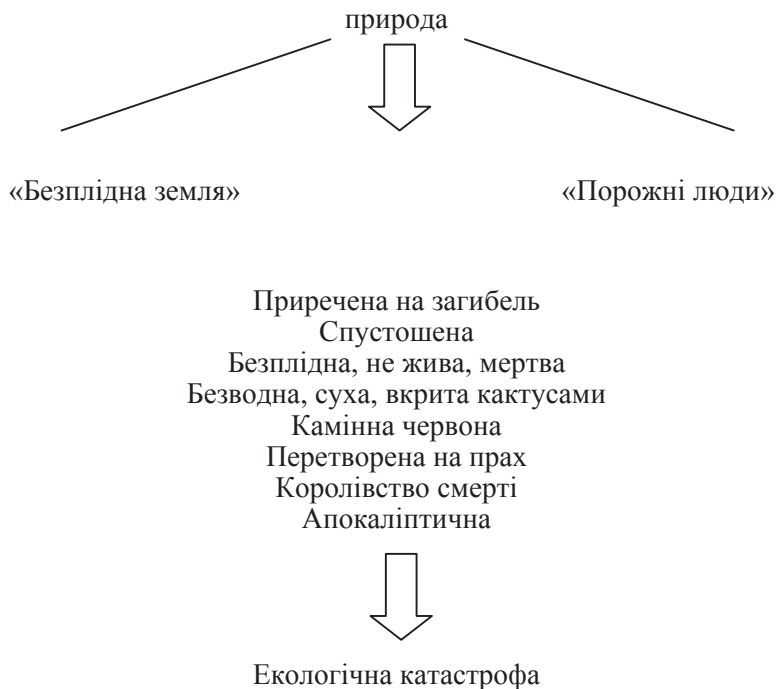 природа
«Безплідна земля»
«Порожні люди»
Приречена на загибель
Спустошена
Безплідна, не жива, мертва
Безводна, суха, вкрита кактусами
Камінна червона
Перетворена на прах
Королівство смерті
Апокаліптична
Екологічна катастрофа